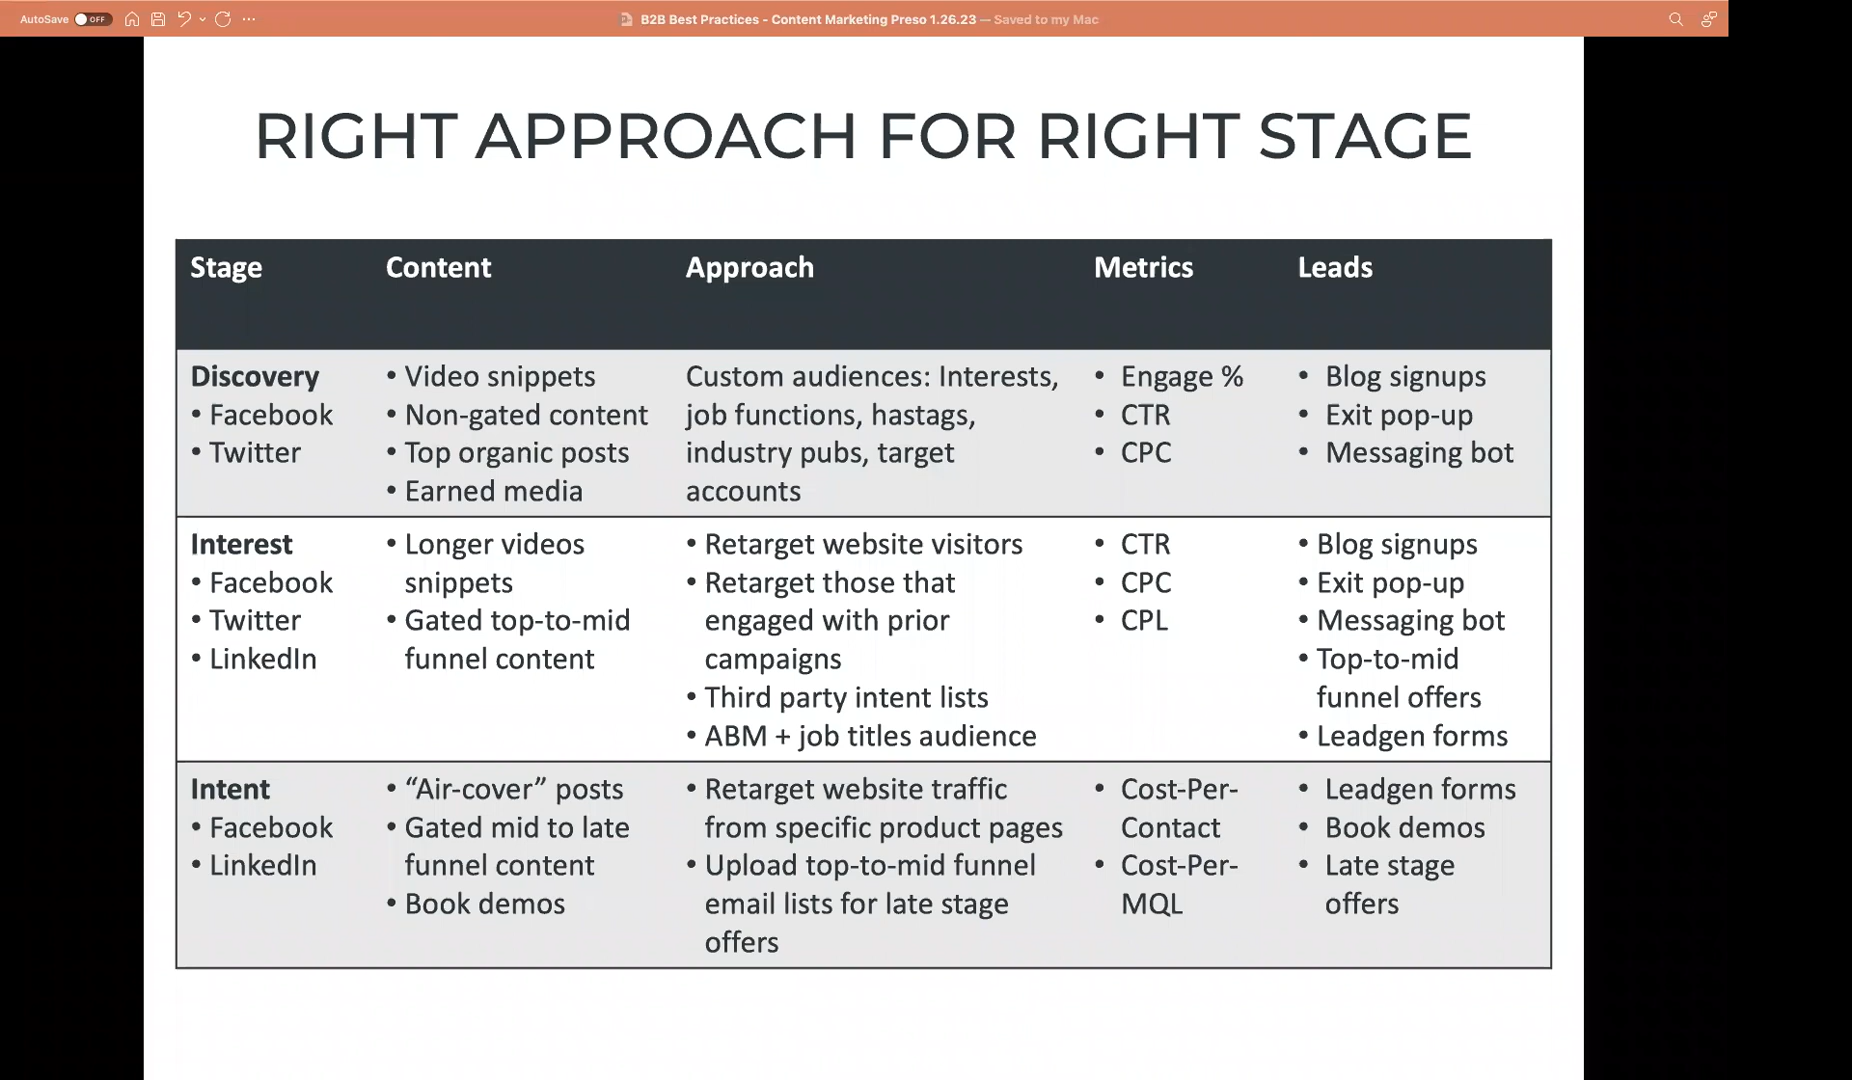 AutoSave OFF
B2B Best Practices - Content Marketing Preso 1.26.23 — Saved to my Mac
RIGHT APPROACH FOR RIGHT STAGE
Stage
Content
Approach
Metrics
Leads
Discovery
• Facebook
• Twitter
• Video snippets
• Non-gated content
• Top organic posts
• Earned media
Custom audiences: Interests,
job functions, hastags,
industry pubs, target
accounts
• Engage %
• CTR
• CPC
• Blog signups
• Exit pop-up
• Messaging bot
Interest
• Facebook
• Twitter
• LinkedIn
• Longer videos
snippets
• Gated top-to-mid
funnel content
• Retarget website visitors
• Retarget those that
engaged with prior
campaigns
• Third party intent lists
• ABM + job titles audience
• CTR
• CPC
• CPL
• Blog signups
• Exit pop-up
• Messaging bot
• Top-to-mid
funnel offers
• Leadgen forms
Intent
• Facebook
• LinkedIn
• “Air-cover” posts
• Gated mid to late
funnel content
• Book demos
• Retarget website traffic
from specific product pages
• Upload top-to-mid funnel
email lists for late stage
offers
• Cost-Per-
Contact
• Cost-Per-
MQL
• Leadgen forms
• Book demos
• Late stage
offers